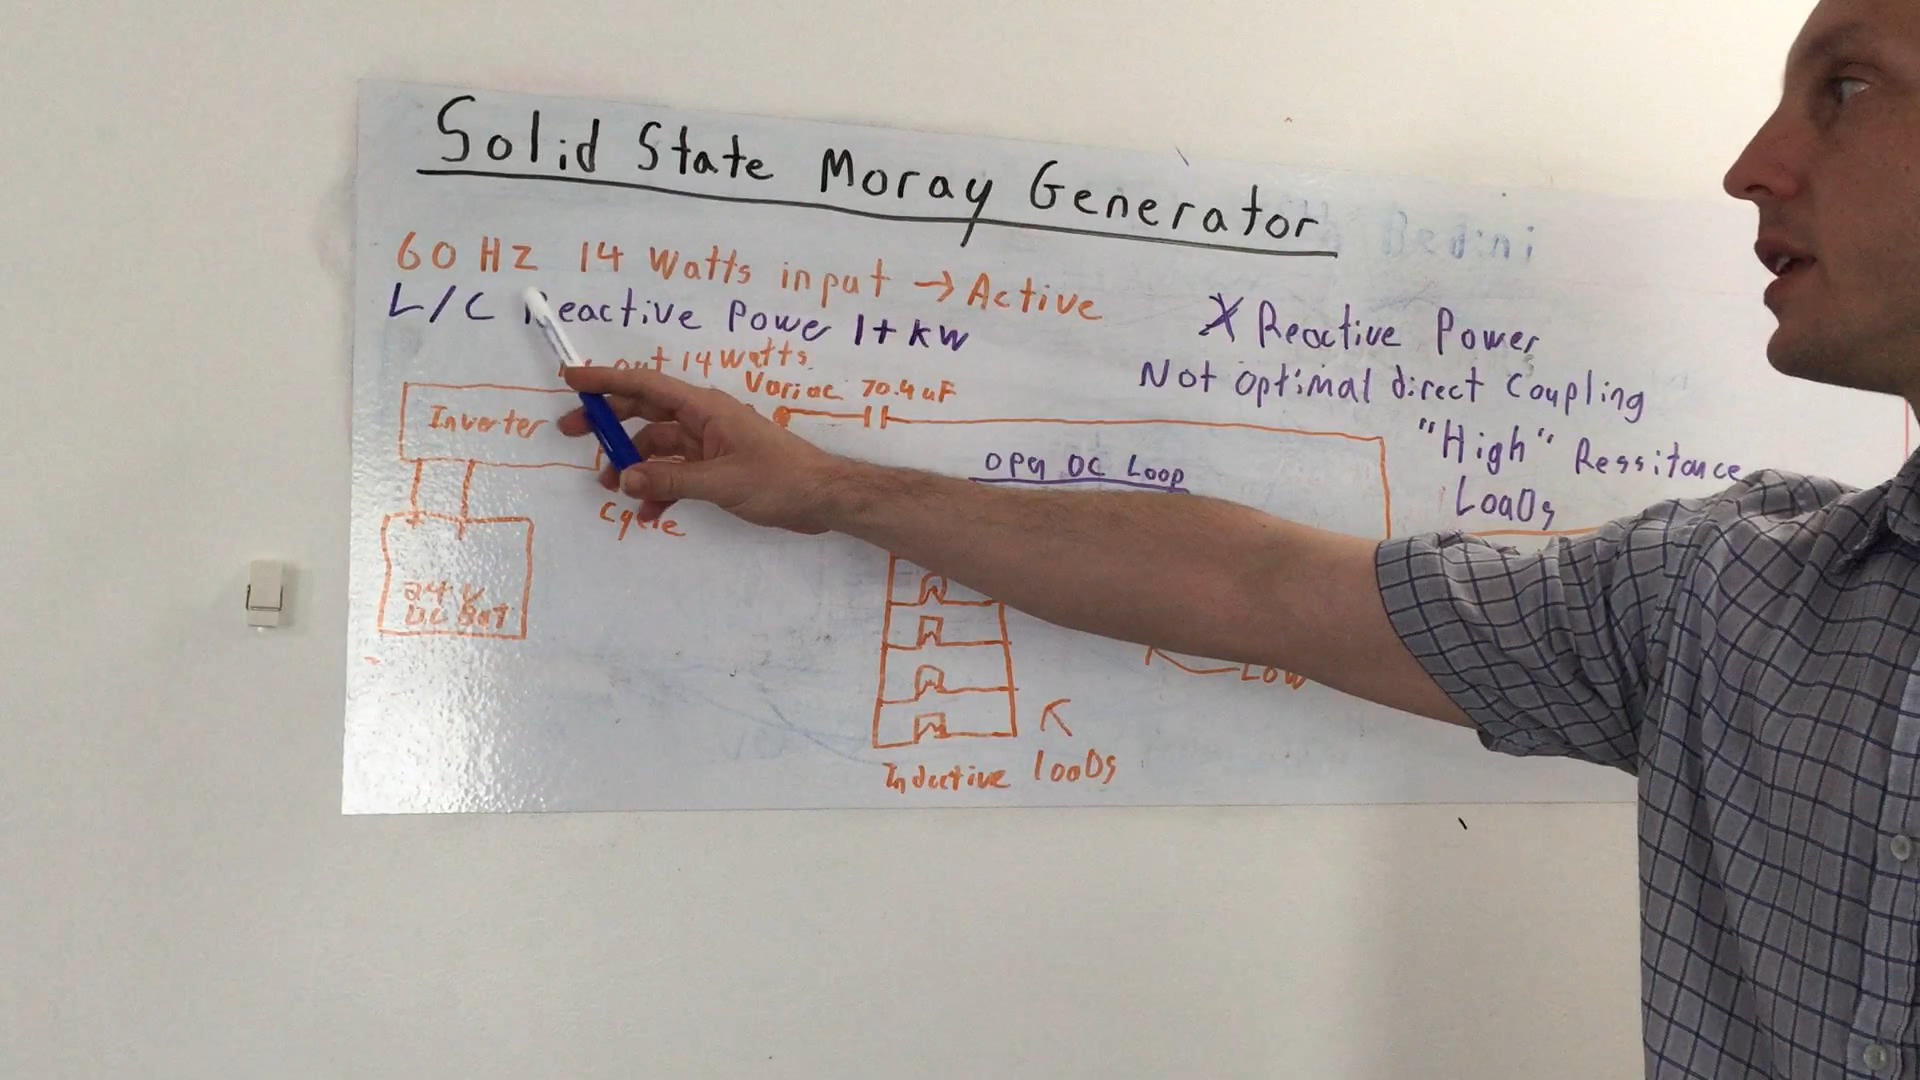 Solid State Moray Generator
Bedini
60 HZ 14 Watts input → Active
L/C Reactive Power 1+KW
X Reactive Power
out 14 Watts
Variac 70.4 uF
Not optimal direct Coupling
Inverter
"High" Ressitance
Loads
Open DC Loop
Cycle
24 V
DC Bat
Low
Inductive loads